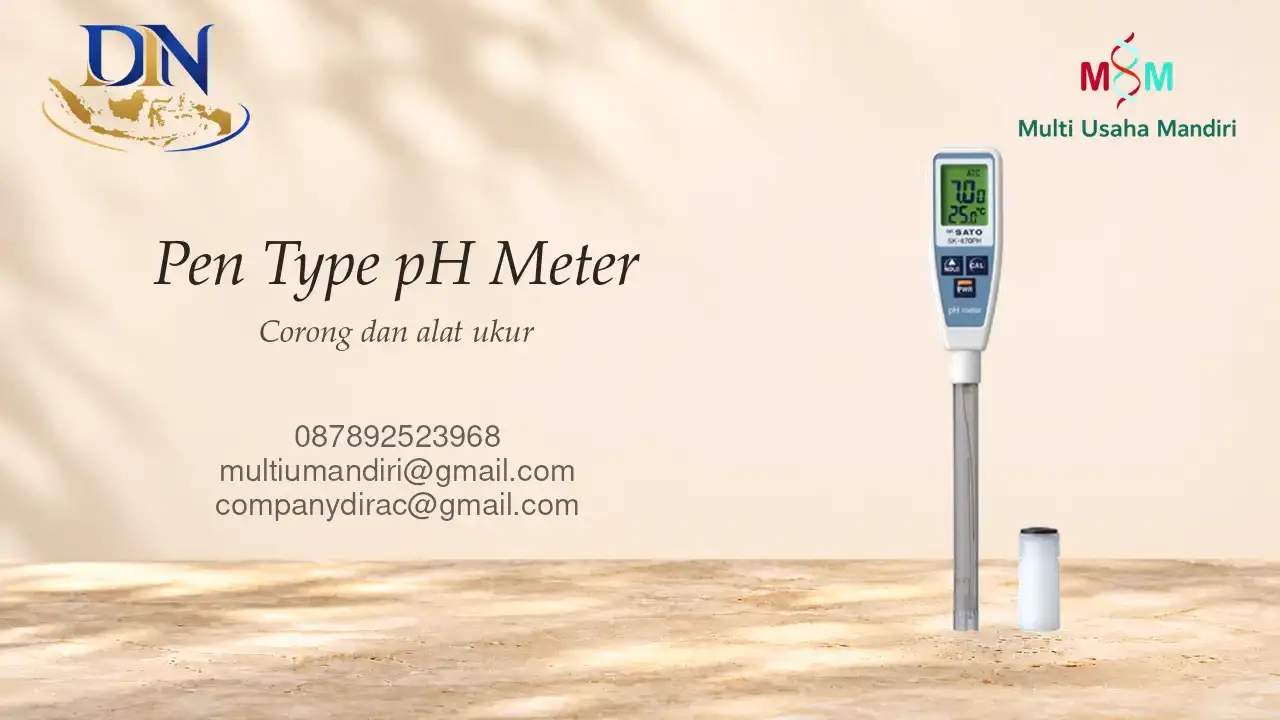 DIN
MSM
Multi Usaha Mandiri
ATC
7.00
25.0°C
SATO
SK-670PH
HOLD CAL
PWR
pH meter
Pen Type pH Meter
Corong dan alat ukur
087892523968
multiumandiri@gmail.com
companydirac@gmail.com